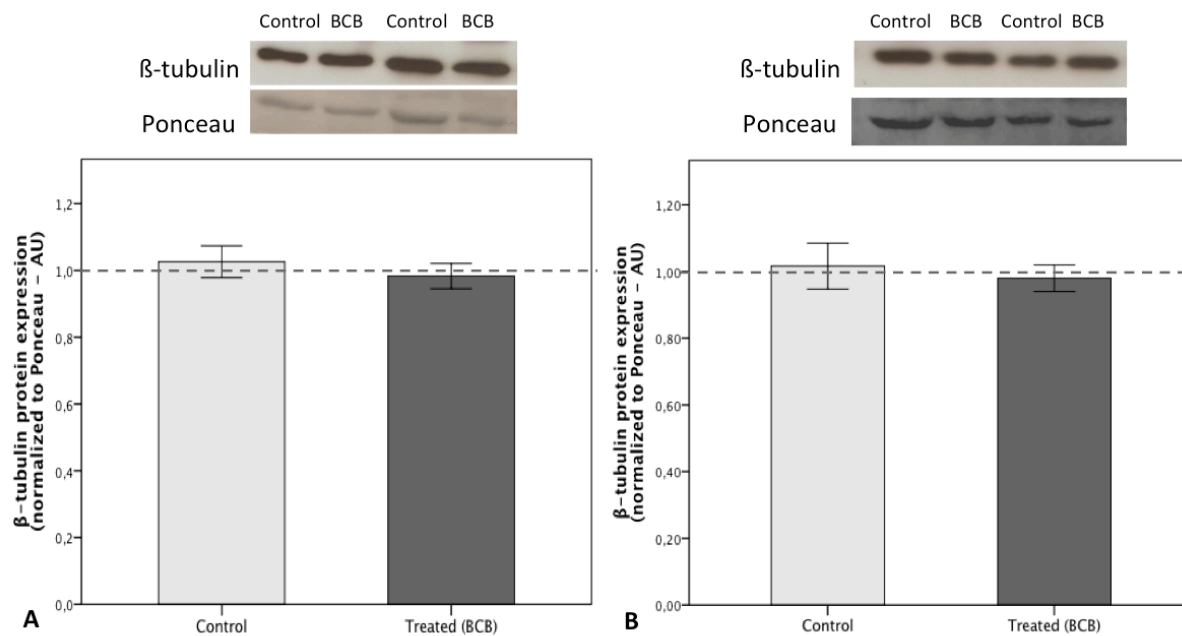 Control BCB Control BCB
ß-tubulin
Ponceau
β-tubulin protein expression
(normalized to Ponceau – AU)
1,2
1,0
0,8
0,6
0,4
0,2
0,0
Control Treated (BCB)
A
Control BCB Control BCB
ß-tubulin
Ponceau
β-tubulin protein expression
(normalized to Ponceau – AU)
1,20
1,00
0,80
0,60
0,40
0,20
0,00
Control Treated (BCB)
B